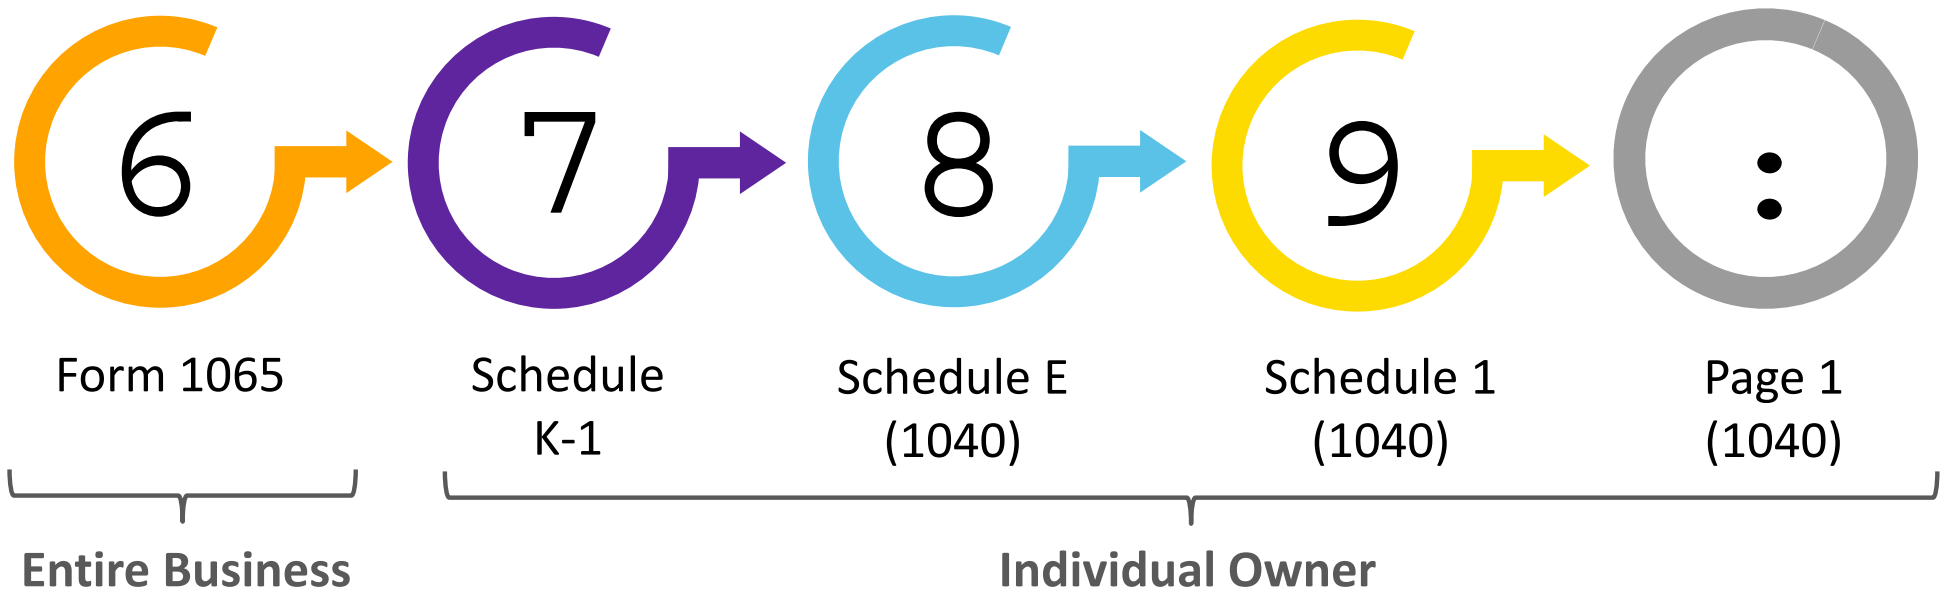 6 7 8 9 :
Form 1065
Schedule
K-1
Schedule E
(1040)
Schedule 1
(1040)
Page 1
(1040)
Entire Business
Individual Owner